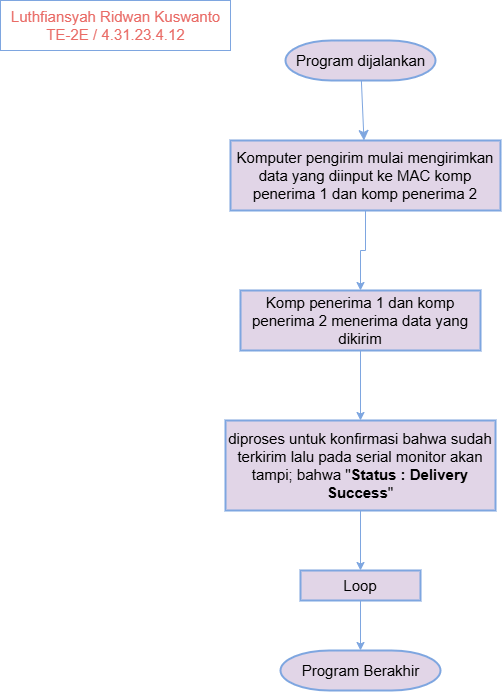 Luthfiansyah Ridwan Kuswanto
TE-2E / 4.31.23.4.12
Program dijalankan
Komputer pengirim mulai mengirimkan
data yang diinput ke MAC komp
penerima 1 dan komp penerima 2
Komp penerima 1 dan komp
penerima 2 menerima data yang
dikirim
diproses untuk konfirmasi bahwa sudah
terkirim lalu pada serial monitor akan
tampi; bahwa "Status : Delivery
Success"
Loop
Program Berakhir